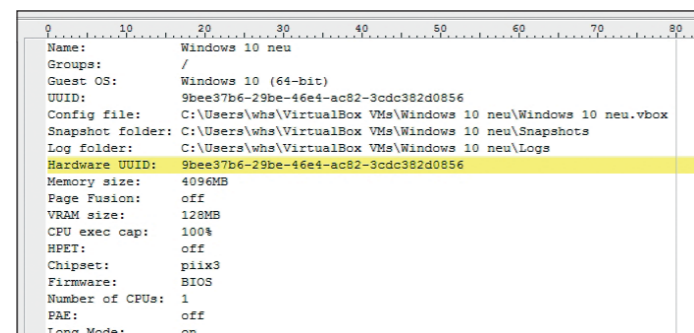 0 10 20 30 40 50 60 70 80
Name: Windows 10 neu
Groups: /
Guest OS: Windows 10 (64-bit)
UUID: 9bee37b6-29be-46e4-ac82-3cdc382d0856
Config file: C:\Users\whs\VirtualBox VMs\Windows 10 neu\Windows 10 neu.vbox
Snapshot folder: C:\Users\whs\VirtualBox VMs\Windows 10 neu\Snapshots
Log folder: C:\Users\whs\VirtualBox VMs\Windows 10 neu\Logs
Hardware UUID: 9bee37b6-29be-46e4-ac82-3cdc382d0856
Memory size: 4096MB
Page Fusion: off
VRAM size: 128MB
CPU exec cap: 100%
HPET: off
Chipset: piix3
Firmware: BIOS
Number of CPUs: 1
PAE: off
Long Mode: on